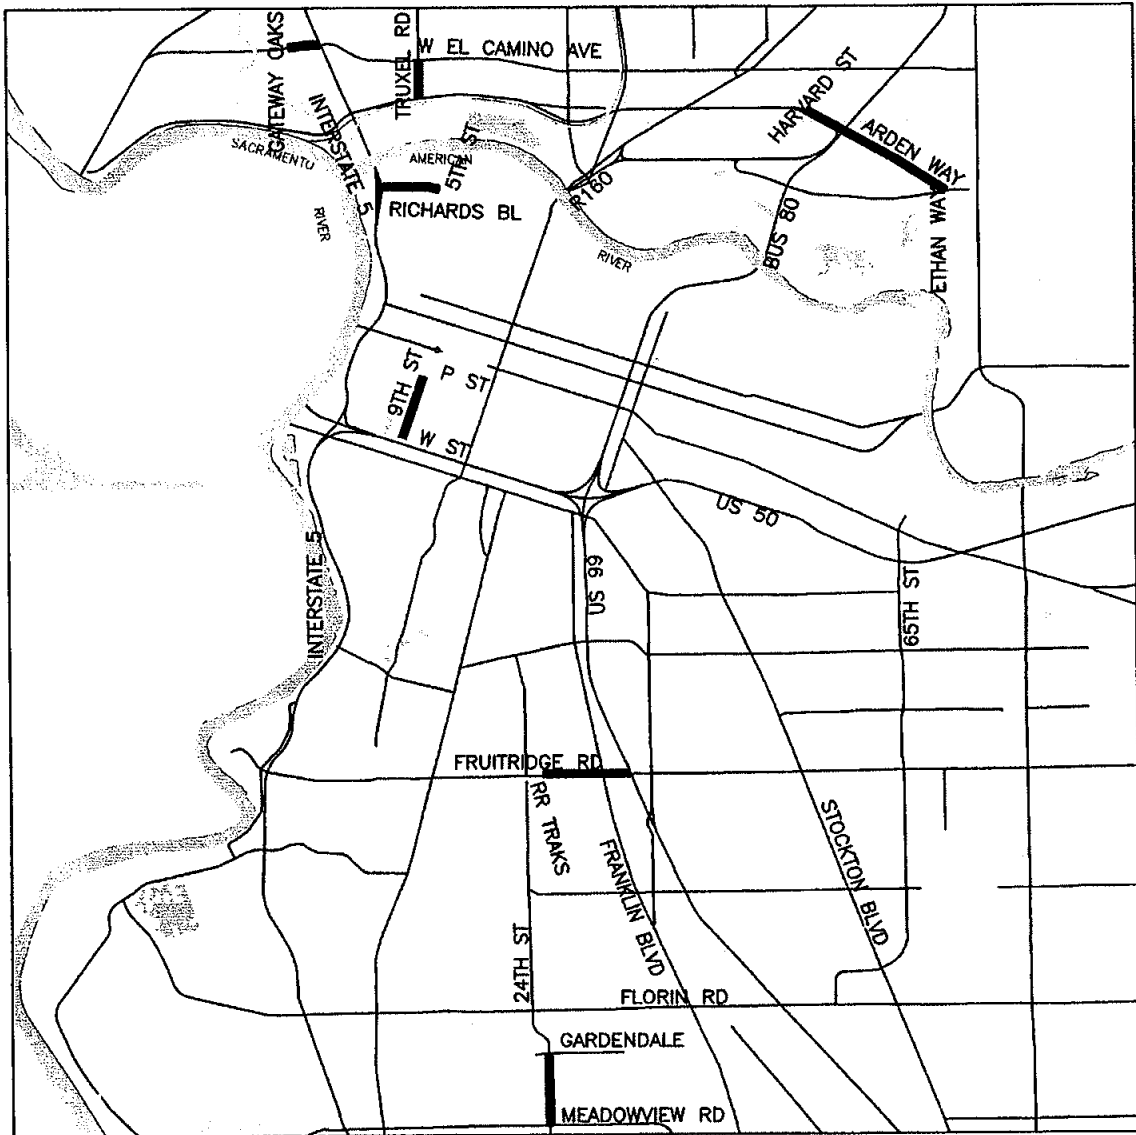 GATEWAY OAKS
TRUXEL RD
W EL CAMINO AVE
HARVARD ST
ARDEN WAY
INTERSTATE 5
SACRAMENTO
RIVER
AMERICAN
RIVER
5TH ST
RICHARDS BL
R160
BUS 80
ETHAN WAY
9TH ST
P ST
W ST
US 50
INTERSTATE 5
US 99
65TH ST
FRUITRIDGE RD
RR TRAKS
FRANKLIN BLVD
STOCKTON BLVD
24TH ST
FLORIN RD
GARDENDALE
MEADOWVIEW RD